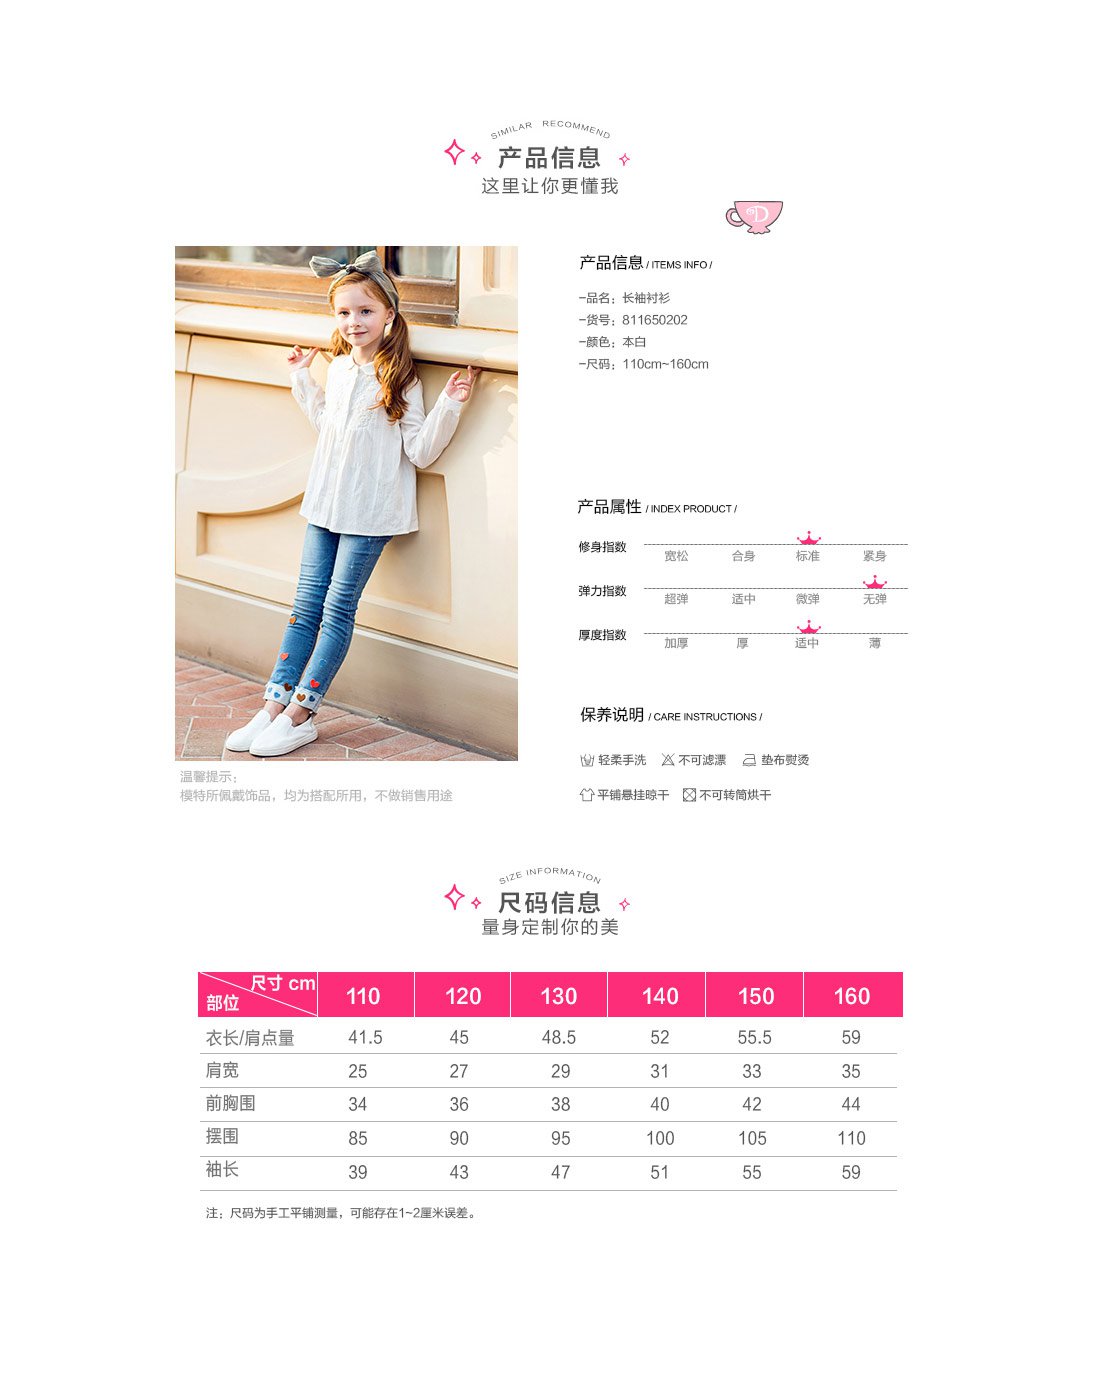 SIMILAR RECOMMEND
产品信息
这里让你更懂我
D
产品信息 / ITEMS INFO /
-品名：长袖衬衫
-货号：811650202
-颜色：本白
-尺码：110cm~160cm
产品属性 / INDEX PRODUCT /
修身指数 宽松 合身 标准 紧身
弹力指数 超弹 适中 微弹 无弹
厚度指数 加厚 厚 适中 薄
保养说明 / CARE INSTRUCTIONS /
轻柔手洗 不可滤漂 垫布熨烫
平铺悬挂晾干 不可转筒烘干
温馨提示：
模特所佩戴饰品，均为搭配所用，不做销售用途
SIZE INFORMATION
尺码信息
量身定制你的美
部位 尺寸 cm 110 120 130 140 150 160
衣长/肩点量 41.5 45 48.5 52 55.5 59
肩宽 25 27 29 31 33 35
前胸围 34 36 38 40 42 44
摆围 85 90 95 100 105 110
袖长 39 43 47 51 55 59
注：尺码为手工平铺测量，可能存在1~2厘米误差。